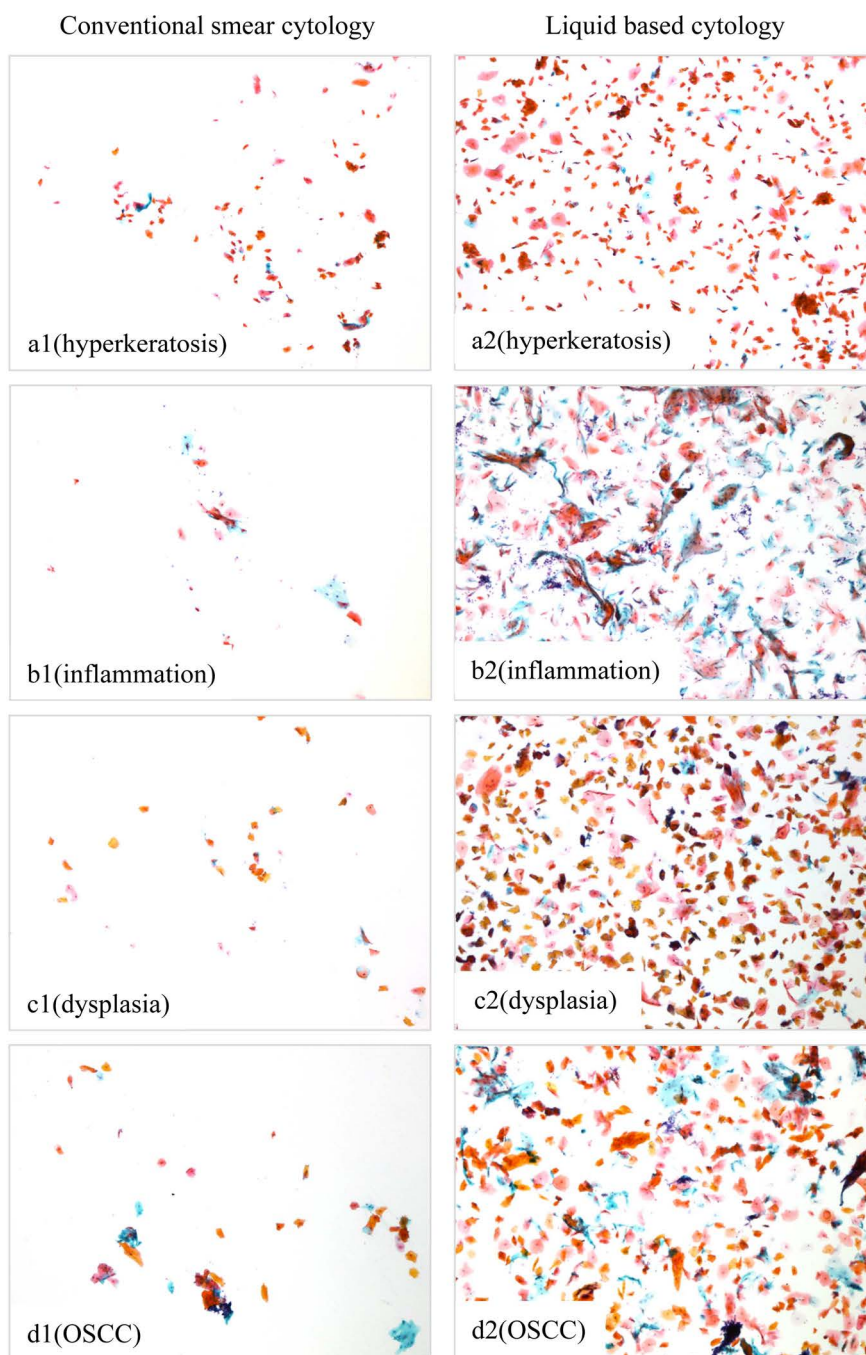 Conventional smear cytology
Liquid based cytology
a1(hyperkeratosis)
a2(hyperkeratosis)
b1(inflammation)
b2(inflammation)
c1(dysplasia)
c2(dysplasia)
d1(OSCC)
d2(OSCC)